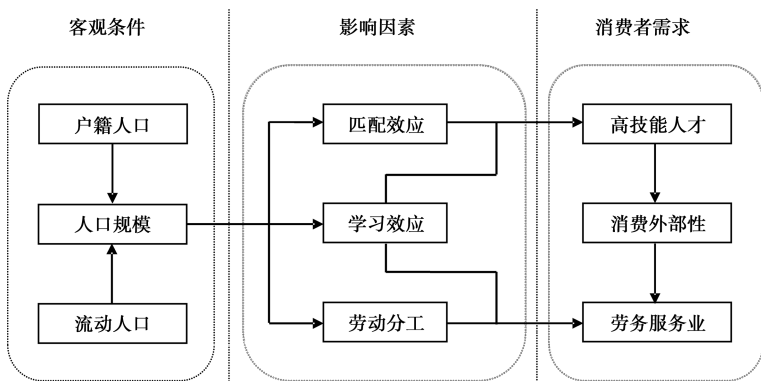 客观条件
影响因素
消费者需求
户籍人口
匹配效应
高技能人才
人口规模
学习效应
消费外部性
流动人口
劳动分工
劳务服务业